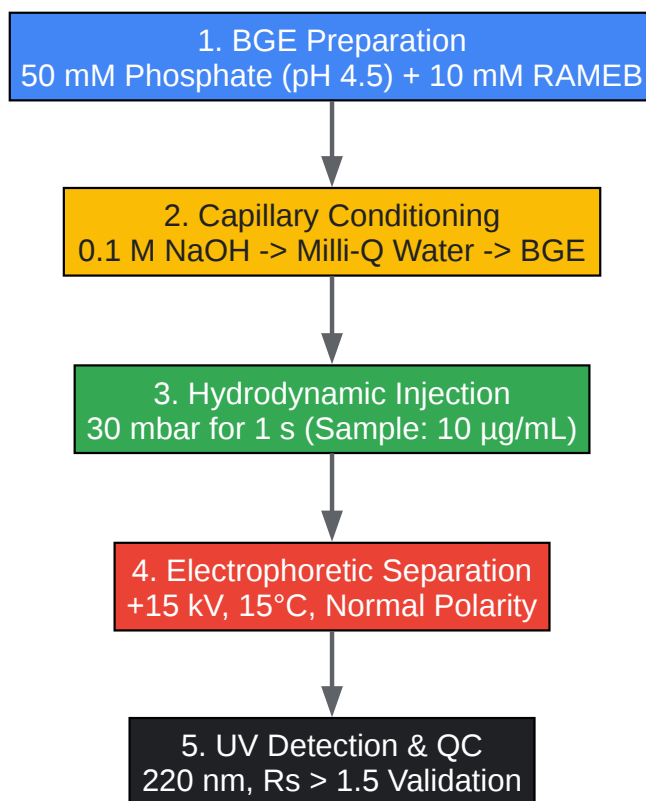 1. BGE Preparation
50 mM Phosphate (pH 4.5) + 10 mM RAMEB
2. Capillary Conditioning
0.1 M NaOH -> Milli-Q Water -> BGE
3. Hydrodynamic Injection
30 mbar for 1 s (Sample: 10 µg/mL)
4. Electrophoretic Separation
+15 kV, 15°C, Normal Polarity
5. UV Detection & QC
220 nm, Rs > 1.5 Validation